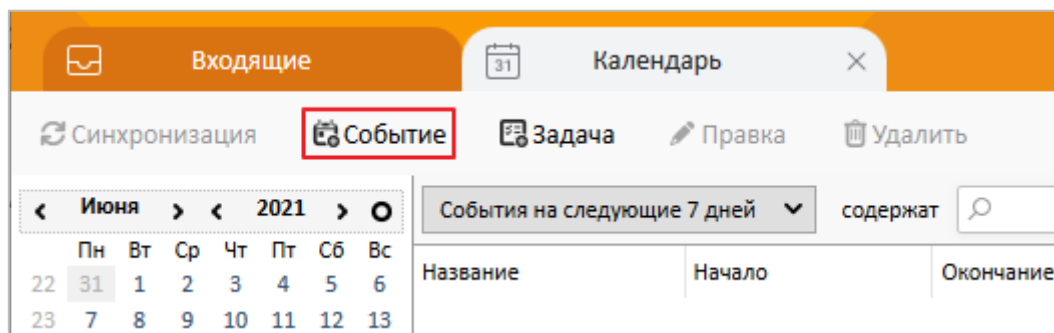 Входящие
31 Календарь
Синхронизация Событие Задача Правка Удалить
Июня 2021 События на следующие 7 дней содержат
Пн Вт Ср Чт Пт Сб Вс
Название Начало Окончание
22 31 1 2 3 4 5 6
23 7 8 9 10 11 12 13